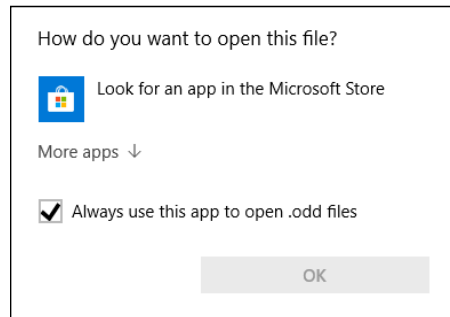 How do you want to open this file?
Look for an app in the Microsoft Store
More apps ↓
Always use this app to open .odd files
OK